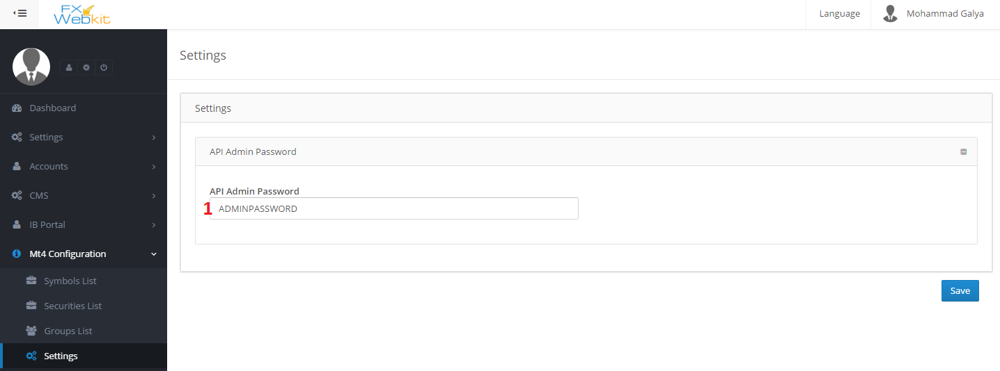 FX
Webkit
Language
Mohammad Galya
Dashboard
Settings
Accounts
CMS
IB Portal
Mt4 Configuration
Symbols List
Securities List
Groups List
Settings
Settings
Settings
API Admin Password
API Admin Password
1 ADMINPASSWORD
Save